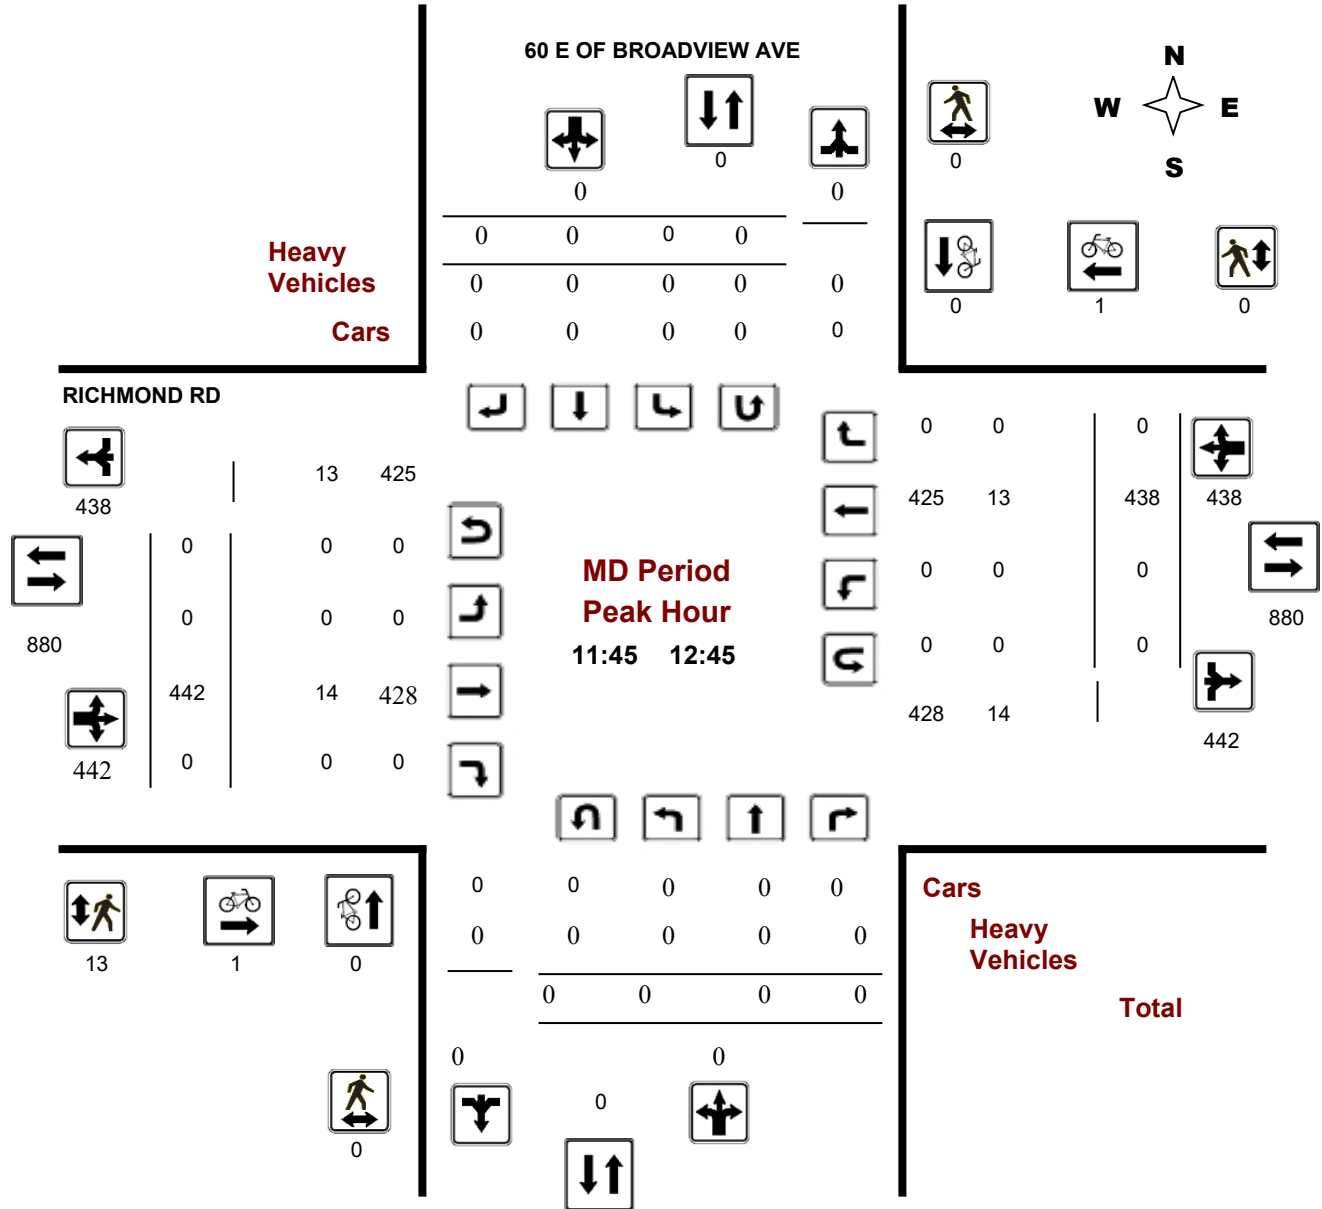 60 E OF BROADVIEW AVE
N
W E
S
0
0
0 0
0
0 0 0 0
Heavy
Vehicles
0 0 0 0 0
0 1 0
Cars
0 0 0 0 0
RICHMOND RD
0 0 0
13 425
438
425 13 438 438
0 0 0
MD Period
Peak Hour
11:45 12:45
0 0 0
880
0 0 0
880
0 0 0
442 14 428
442
0 0 0
428 14
442
0 0 0 0 0
Cars
0 0 0 0 0
Heavy
Vehicles
13 1 0
0 0 0 0
Total
0 0
0
0